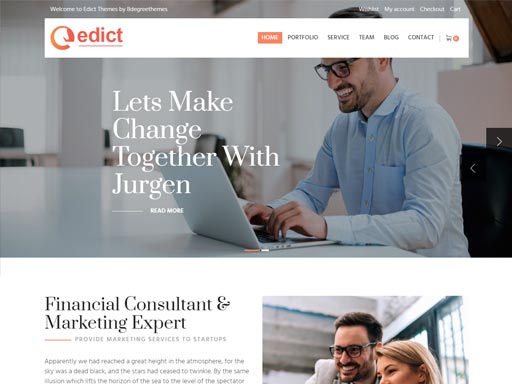 Welcome to Edict Themes by 8degreethemes
Wishlist My account Checkout Cart
edict
HOME PORTFOLIO SERVICE TEAM BLOG CONTACT 0
Lets Make
Change
Together With
Jurgen
READ MORE
Financial Consultant &
Marketing Expert
PROVIDE MARKETING SERVICES TO STARTUPS
Apparently we had reached a great height in the atmosphere, for the
sky was a dead black, and the stars had ceased to twinkle. By the same
illusion which lifts the horizon of the sea to the level of the spectator